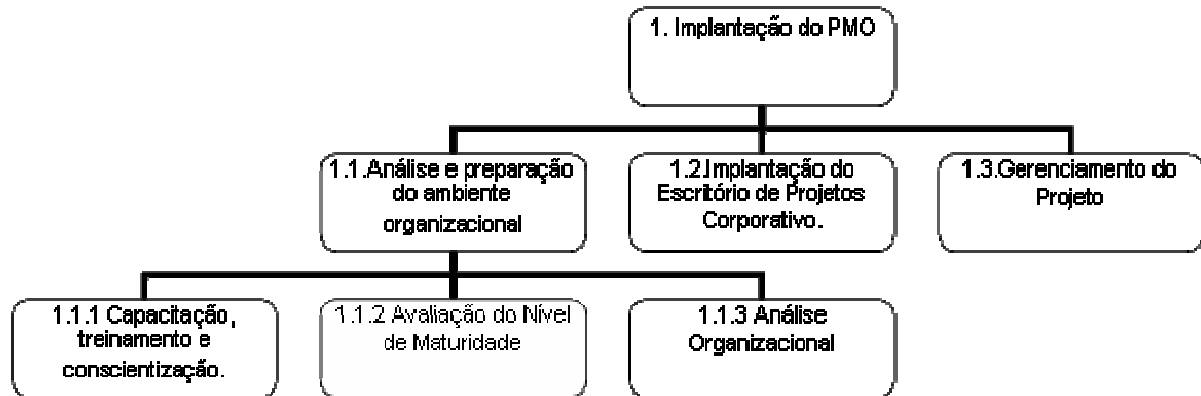 1. Implantação do PMO
1.1.Análise e preparação
do ambiente
organizacional
1.2.Implantação do
Escritório de Projetos
Corporativo.
1.3.Gerenciamento do
Projeto
1.1.1 Capacitação,
treinamento e
conscientização.
1.1.2 Avaliação do Nível
de Maturidade
1.1.3 Análise
Organizacional